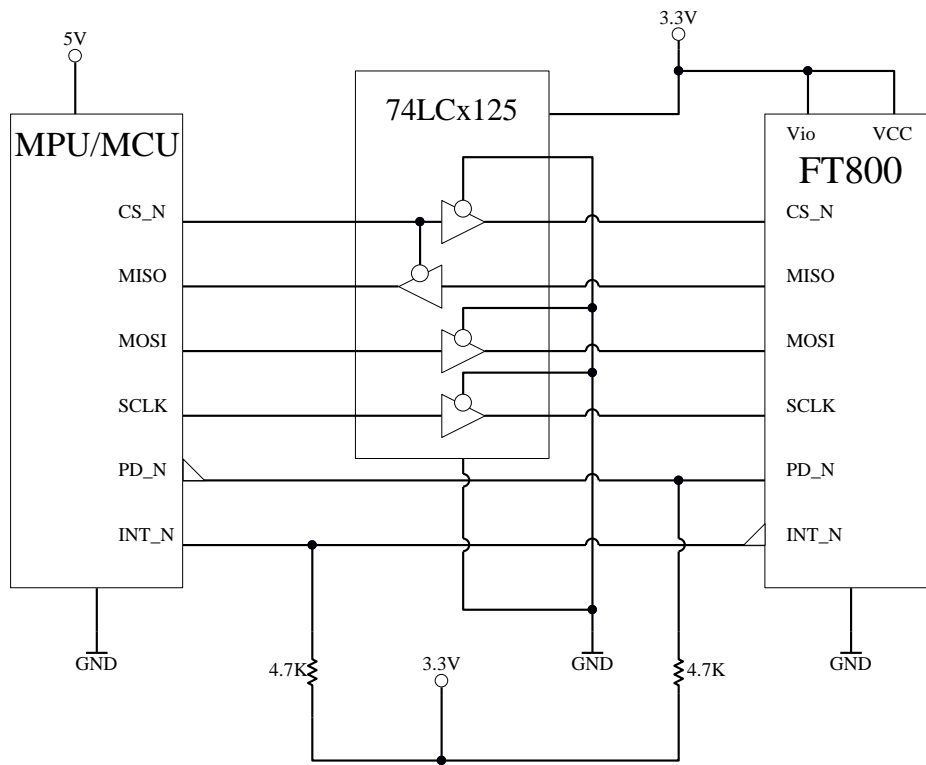 5V
3.3V
MPU/MCU
74LCx125
Vio
VCC
FT800
CS_N
CS_N
MISO
MISO
MOSI
MOSI
SCLK
SCLK
PD_N
PD_N
INT_N
INT_N
GND
4.7K
3.3V
GND
4.7K
GND